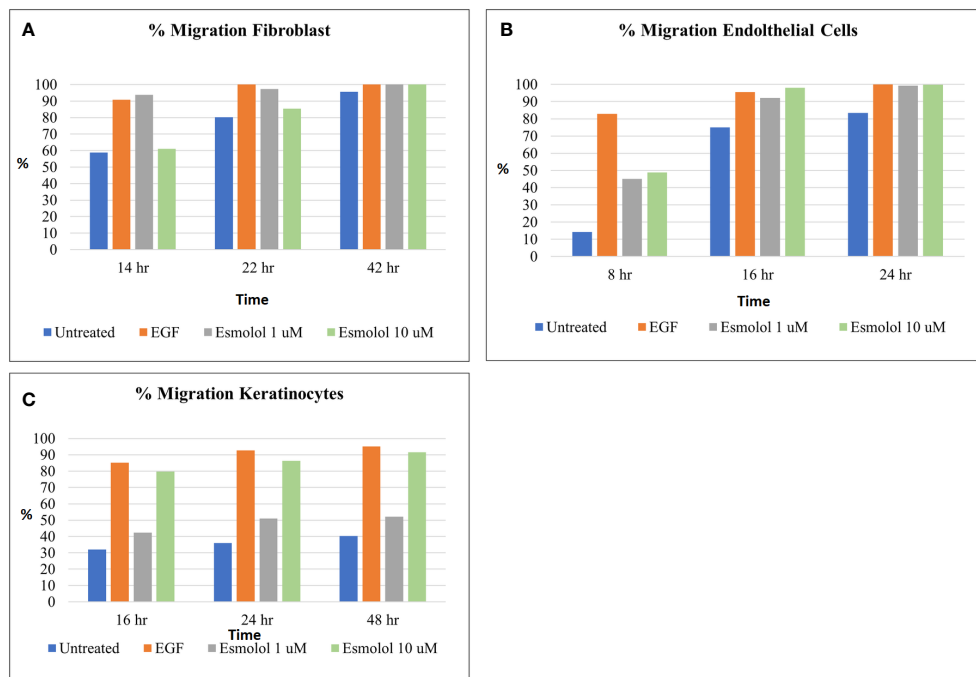 A
% Migration Fibroblast
100
90
80
70
60
50
40
30
20
10
0
%
14 hr 22 hr 42 hr
Time
Untreated EGF Esmolol 1 uM Esmolol 10 uM
B
% Migration Endolthelial Cells
100
90
80
70
60
50
40
30
20
10
0
%
8 hr 16 hr 24 hr
Time
Untreated EGF Esmolol 1 uM Esmolol 10 uM
C
% Migration Keratinocytes
100
90
80
70
60
50
40
30
20
10
0
%
16 hr 24 hr 48 hr
Time
Untreated EGF Esmolol 1 uM Esmolol 10 uM